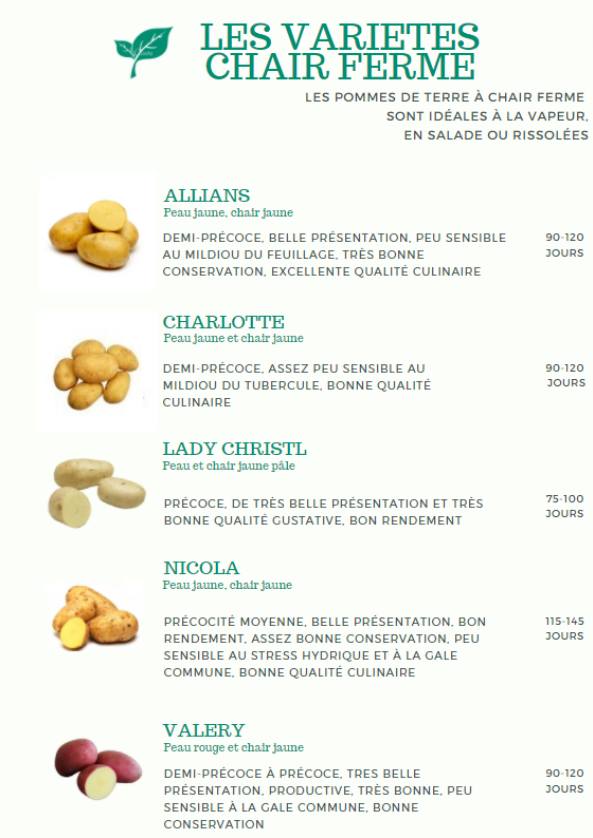 LES VARIETES
CHAIR FERME
LES POMMES DE TERRE À CHAIR FERME
SONT IDÉALES À LA VAPEUR,
EN SALADE OU RISSOLÉES
ALLIANS
Peau jaune, chair jaune
DEMI-PRÉCOCE, BELLE PRÉSENTATION, PEU SENSIBLE
AU MILDIOU DU FEUILLAGE, TRÈS BONNE
CONSERVATION, EXCELLENTE QUALITÉ CULINAIRE
90-120
JOURS
CHARLOTTE
Peau jaune et chair jaune
DEMI-PRÉCOCE, ASSEZ PEU SENSIBLE AU
MILDIOU DU TUBERCULE, BONNE QUALITÉ
CULINAIRE
90-120
JOURS
LADY CHRISTL
Peau et chair jaune pâle
PRÉCOCE, DE TRÈS BELLE PRÉSENTATION ET TRÈS
BONNE QUALITÉ GUSTATIVE, BON RENDEMENT
75-100
JOURS
NICOLA
Peau jaune, chair jaune
PRÉCOCITÉ MOYENNE, BELLE PRÉSENTATION, BON
RENDEMENT, ASSEZ BONNE CONSERVATION, PEU
SENSIBLE AU STRESS HYDRIQUE ET À LA GALE
COMMUNE, BONNE QUALITÉ CULINAIRE
115-145
JOURS
VALERY
Peau rouge et chair jaune
DEMI-PRÉCOCE À PRÉCOCE, TRES BELLE
PRÉSENTATION, PRODUCTIVE, TRÈS BONNE, PEU
SENSIBLE À LA GALE COMMUNE, BONNE
CONSERVATION
90-120
JOURS